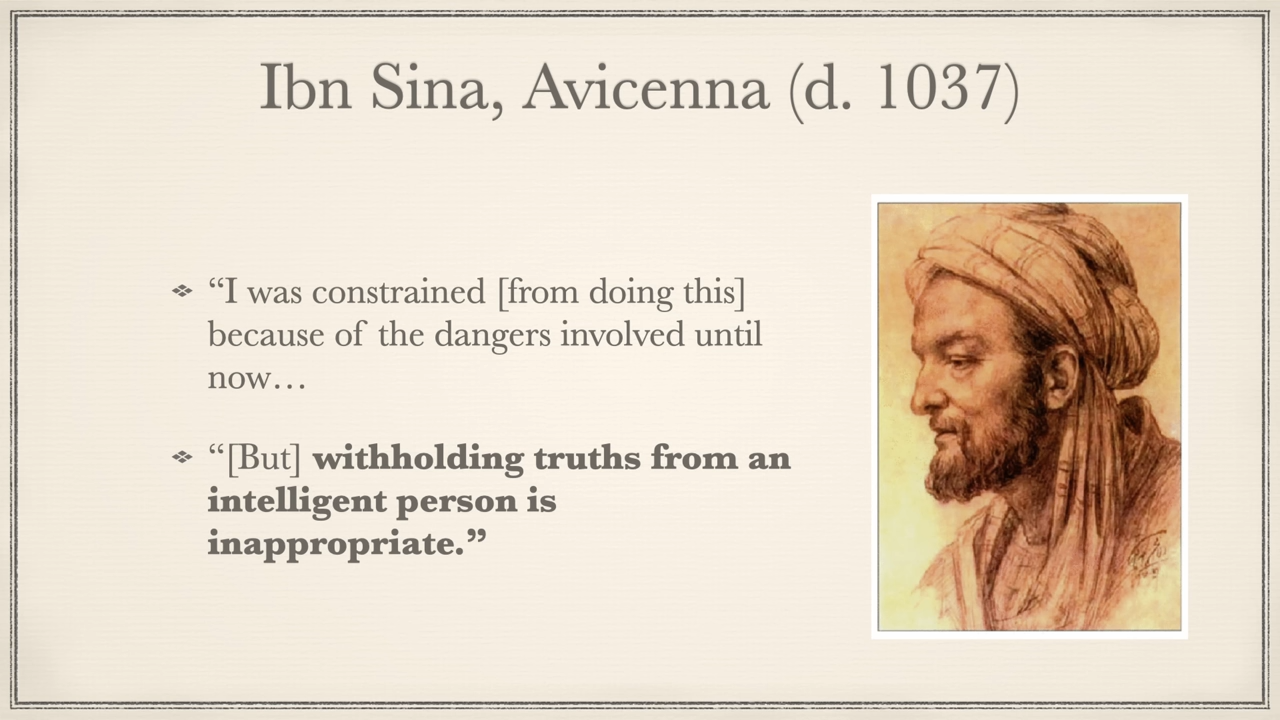 Ibn Sina, Avicenna (d. 1037)
“I was constrained [from doing this]
because of the dangers involved until
now…
“[But] withholding truths from an
intelligent person is
inappropriate.”